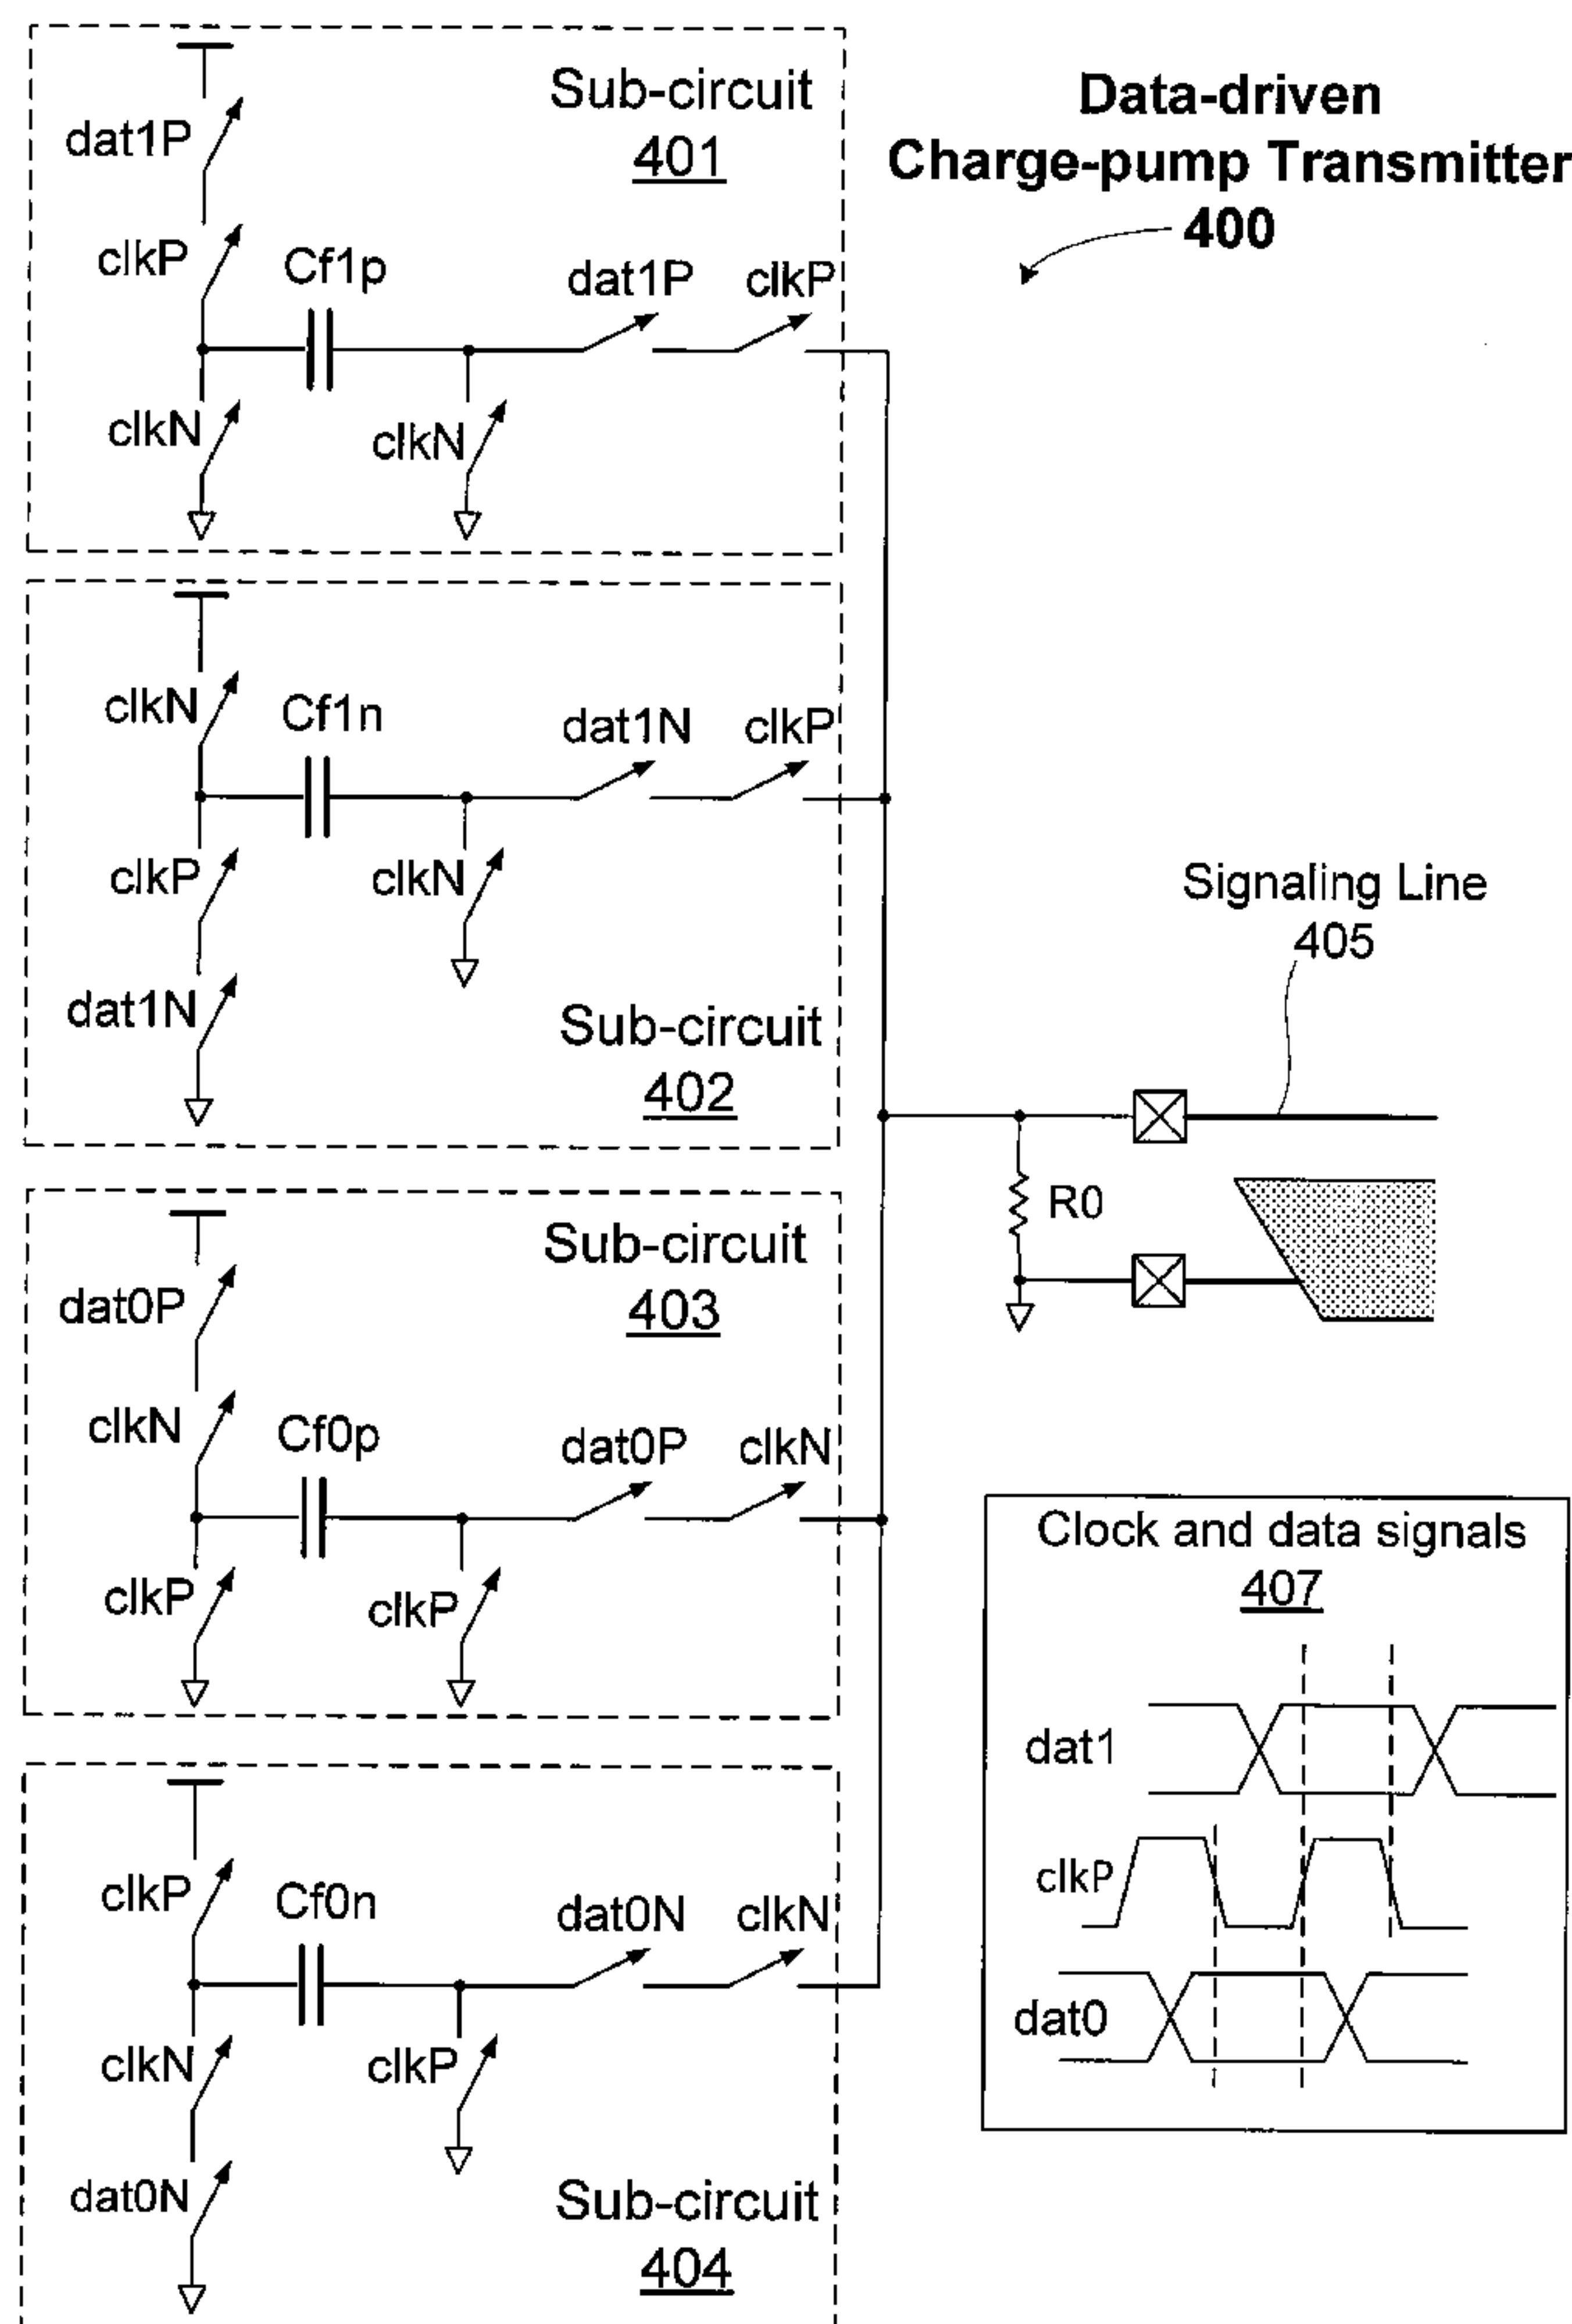 Sub-circuit
401
Data-driven
Charge-pump Transmitter
400
dat1P
clkP
Cf1p
dat1P
clkP
clkN
clkN
clkN
Cf1n
dat1N
clkP
clkP
clkN
dat1N
Sub-circuit
402
Signaling Line
405
R0
Sub-circuit
403
dat0P
clkN
Cf0p
dat0P
clkN
clkP
clkP
Clock and data signals
407
dat1
clkP
dat0
clkP
Cf0n
dat0N
clkN
clkN
clkP
dat0N
Sub-circuit
404